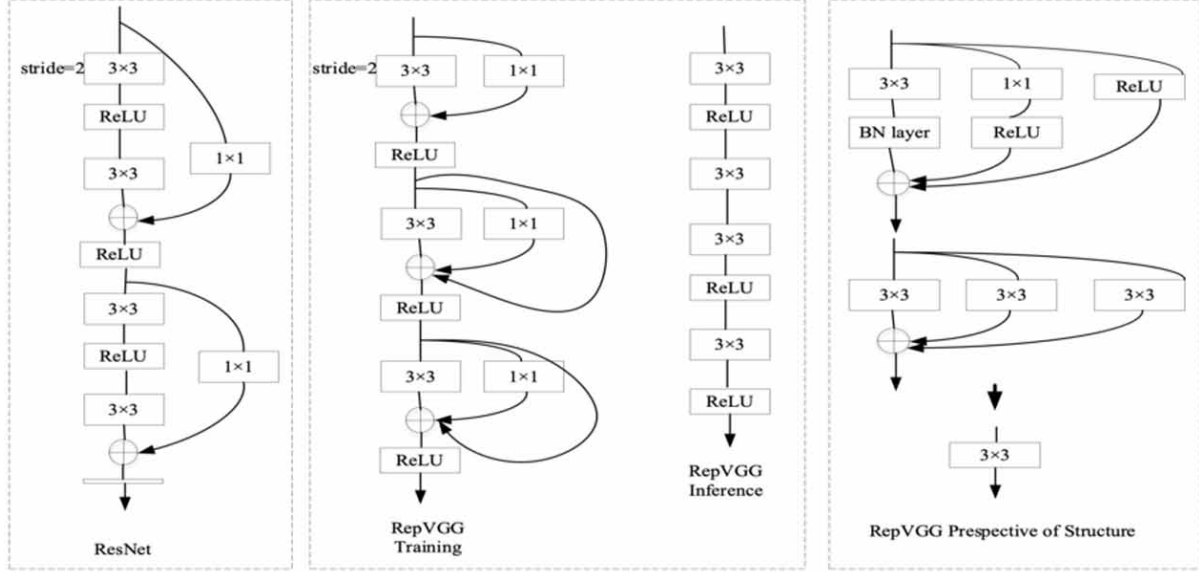 stride=2
3×3
ReLU
3×3
1×1
ReLU
3×3
ReLU
1×1
3×3
ResNet
stride=2
3×3
1×1
ReLU
3×3
1×1
ReLU
3×3
1×1
ReLU
RepVGG
Training
3×3
ReLU
3×3
3×3
ReLU
3×3
ReLU
RepVGG
Inference
3×3
1×1
ReLU
BN layer
ReLU
3×3
3×3
3×3
3×3
RepVGG Prespective of Structure